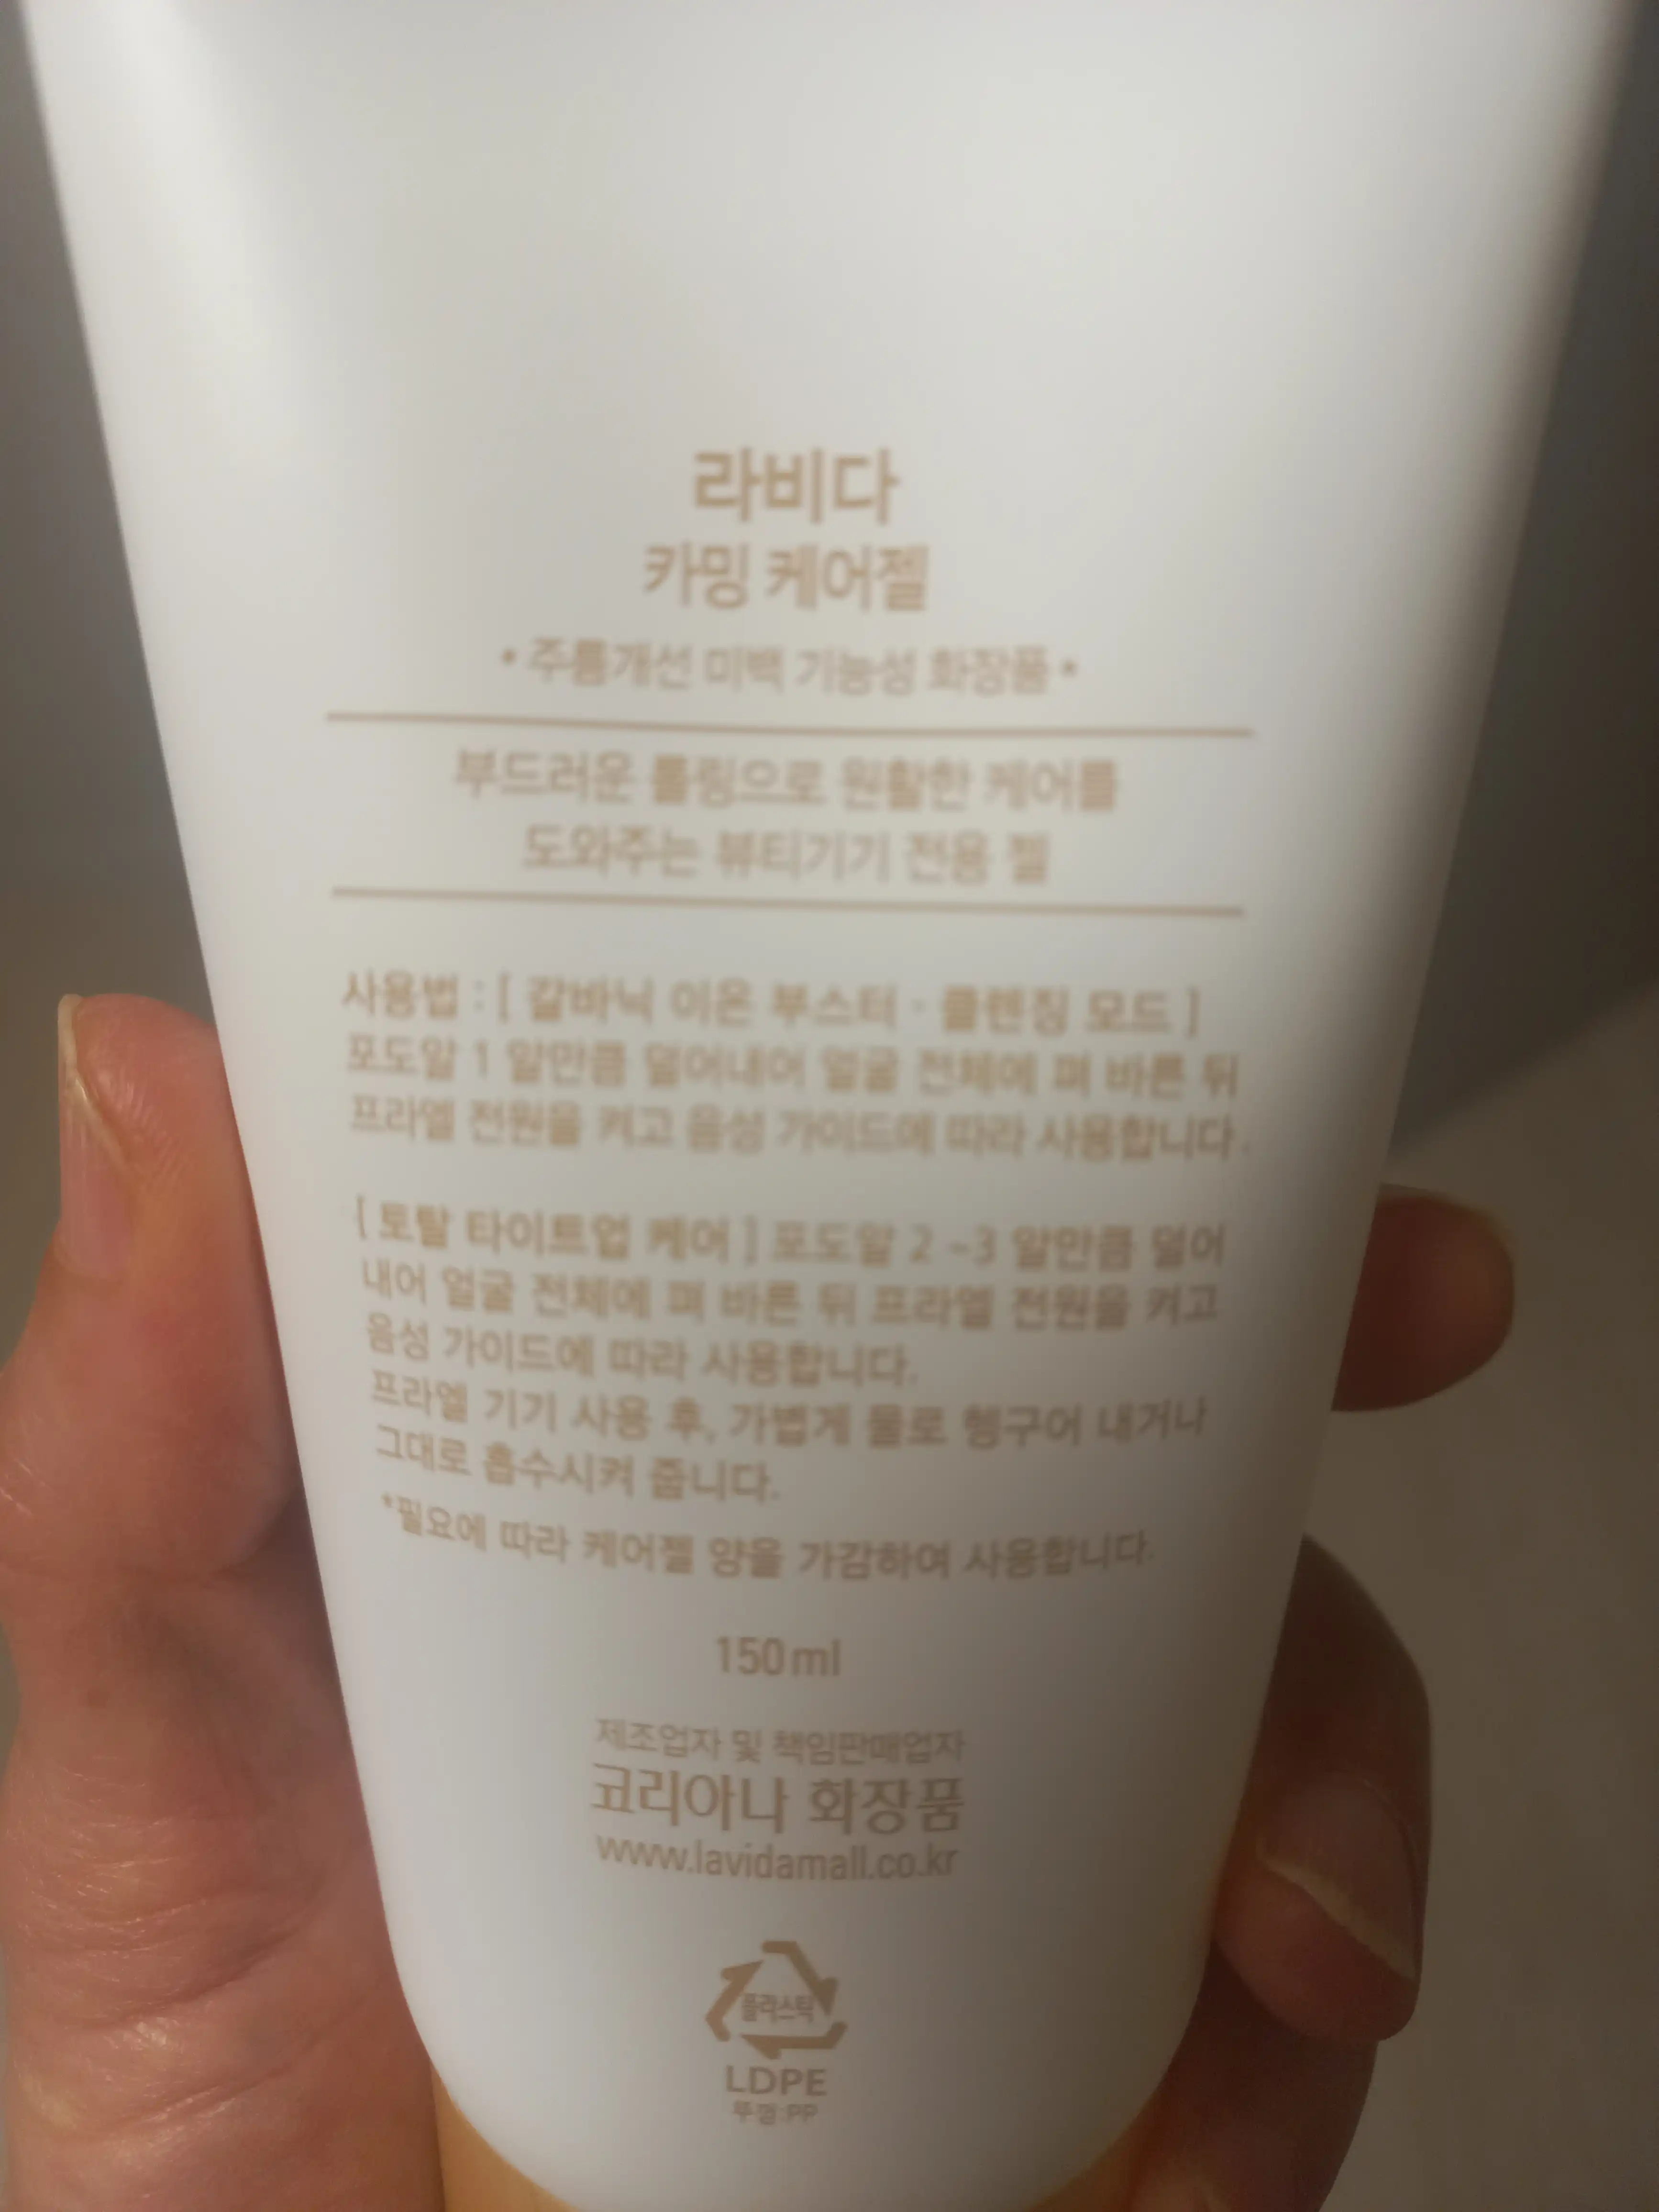 라비다
카밍 케어젤
• 주름개선 미백 기능성 화장품 •
부드러운 롤링으로 원활한 케어를
도와주는 뷰티기기 전용 젤
사용법 : [ 갈바닉 이온 부스터 · 클렌징 모드 ]
포도알 1 알만큼 덜어내어 얼굴 전체에 펴 바른 뒤
프라엘 전원을 켜고 음성 가이드에 따라 사용합니다.
[ 토탈 타이트업 케어 ] 포도알 2 ~3 알만큼 덜어
내어 얼굴 전체에 펴 바른 뒤 프라엘 전원을 켜고
음성 가이드에 따라 사용합니다.
프라엘 기기 사용 후, 가볍게 물로 헹구어 내거나
그대로 흡수시켜 줍니다.
*필요에 따라 케어젤 양을 가감하여 사용합니다.
150ml
제조업자 및 책임판매업자
코리아나 화장품
www.lavidamall.co.kr
플라스틱
LDPE
뚜껑:PP